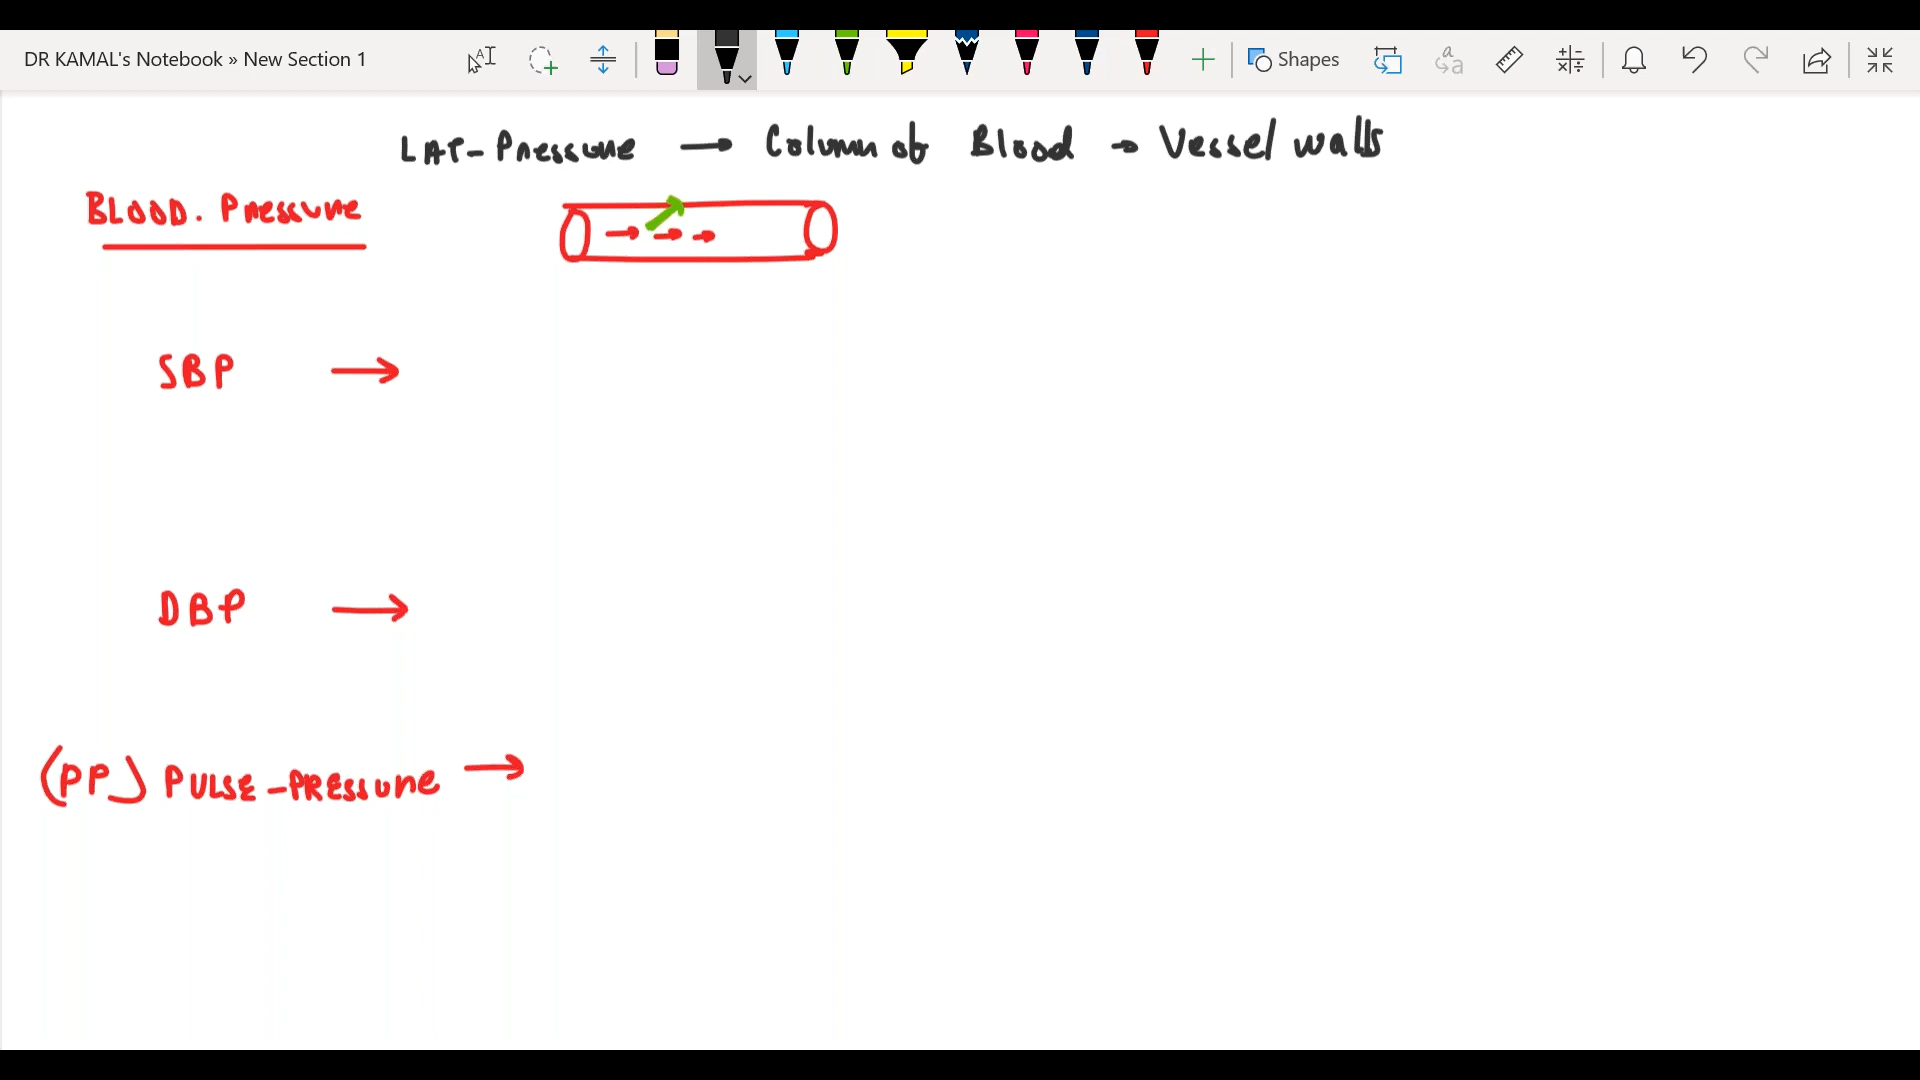 DR KAMAL's Notebook » New Section 1
Shapes
LAT-Pressure → Column of Blood → Vessel walls
BLOOD. Pressure
SBP →
DBP →
(PP) PULSE-PRESSURE →